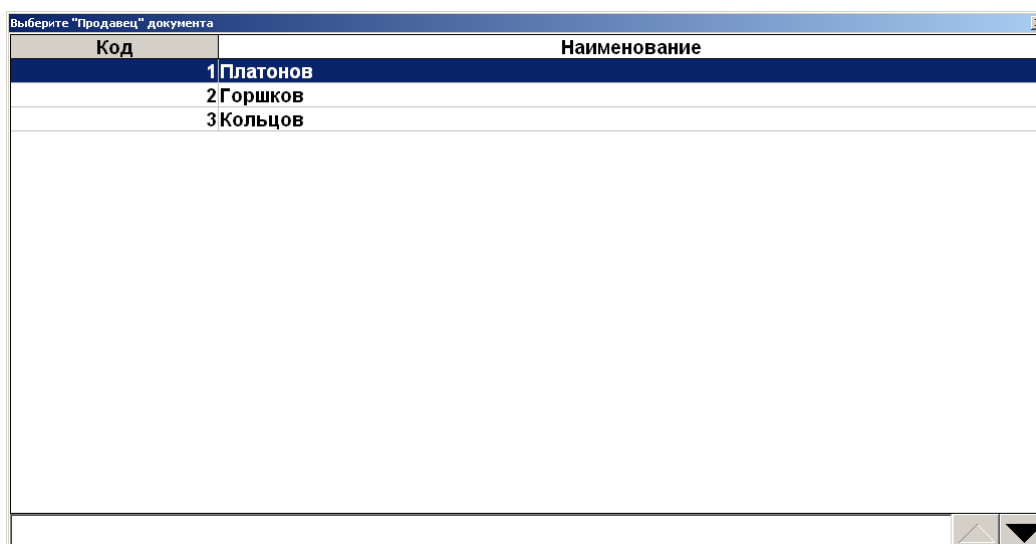 Выберите "Продавец" документа
Код Наименование
1 Платонов
2 Горшков
3 Кольцов